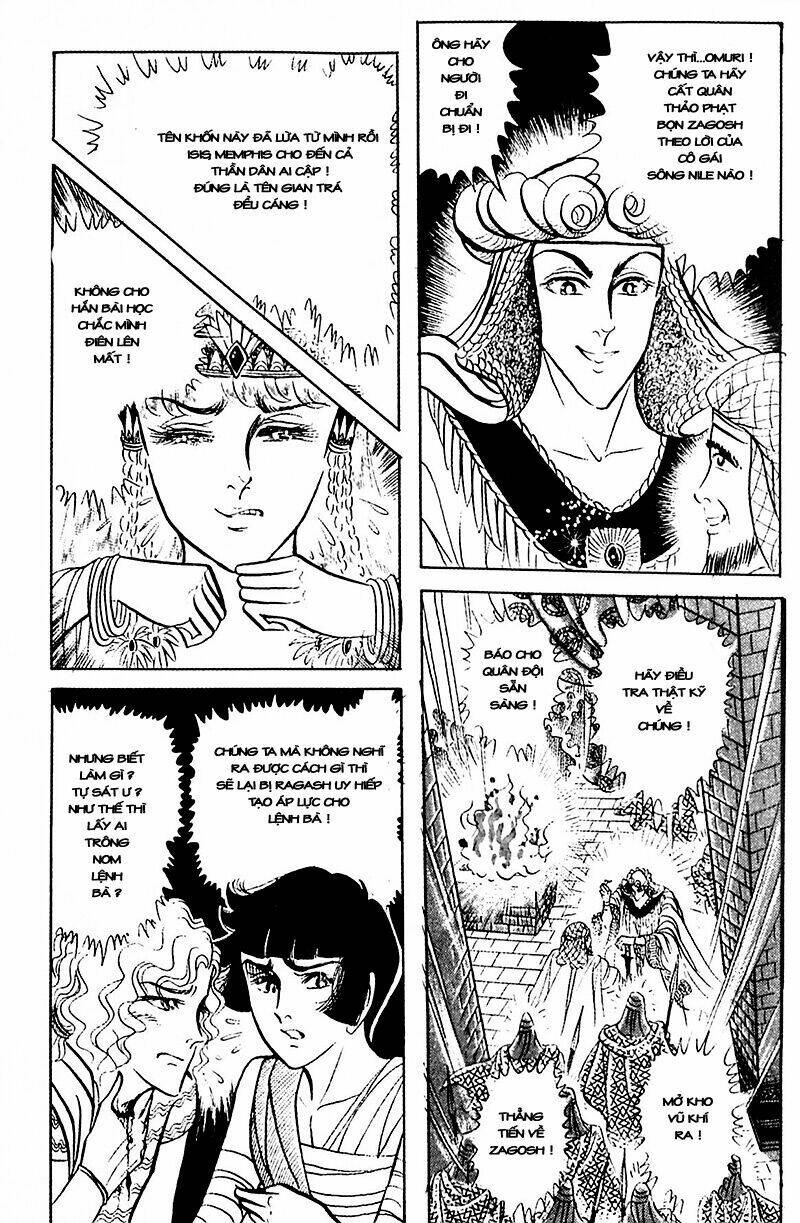 VẬY THÌ...OMURI !
CHÚNG TA HÃY
CẤT QUÂN
THẢO PHẠT
BỌN ZAGOSH
THEO LỜI CỦA
CÔ GÁI
SÔNG NILE NÀO !
ÔNG HÃY
CHO
NGƯỜI
ĐI
CHUẨN
BỊ ĐI !
TÊN KHỐN NÀY ĐÃ LỪA TỪ MÌNH RỒI
ISIS, MEMPHIS CHO ĐẾN CẢ
THẦN DÂN AI CẬP !
ĐÚNG LÀ TÊN GIAN TRÁ
ĐỂU CÁNG !
KHÔNG CHO
HẮN BÀI HỌC
CHẮC MÌNH
ĐIÊN LÊN
MẤT !
HÃY ĐIỀU
TRA THẬT KỸ
VỀ
CHÚNG !
BÁO CHO
QUÂN ĐỘI
SẴN
SÀNG !
MỞ KHO
VŨ KHÍ
RA !
THẲNG
TIẾN VỀ
ZAGOSH !
CHÚNG TA MÀ KHÔNG NGHĨ
RA ĐƯỢC CÁCH GÌ THÌ
SẼ LẠI BỊ RAGASH UY HIẾP
TẠO ÁP LỰC CHO
LỆNH BÀ !
NHƯNG BIẾT
LÀM GÌ ?
TỰ SÁT Ư ?
NHƯ THẾ THÌ
LẤY AI
TRÔNG
NOM
LỆNH
BÀ ?